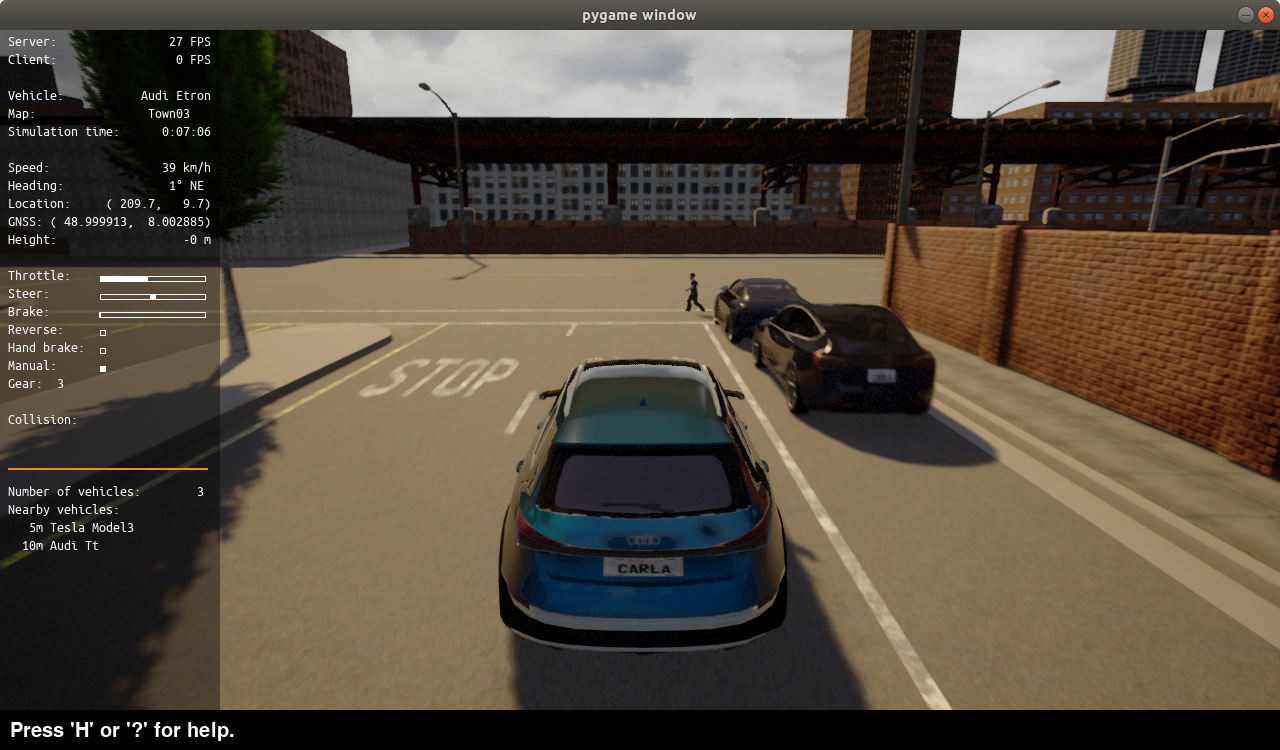 pygame window
Server: 27 FPS
Client: 0 FPS
Vehicle: Audi Etron
Map: Town03
Simulation time: 0:07:06
Speed: 39 km/h
Heading: 1° NE
Location: ( 209.7, 9.7)
GNSS: ( 48.999913, 8.002885)
Height: -0 m
Throttle:
Steer:
Brake:
Reverse:
Hand brake:
Manual:
Gear: 3
Collision:
Number of vehicles: 3
Nearby vehicles:
5m Tesla Model3
10m Audi Tt
STOP
CARLA
Press 'H' or '?' for help.